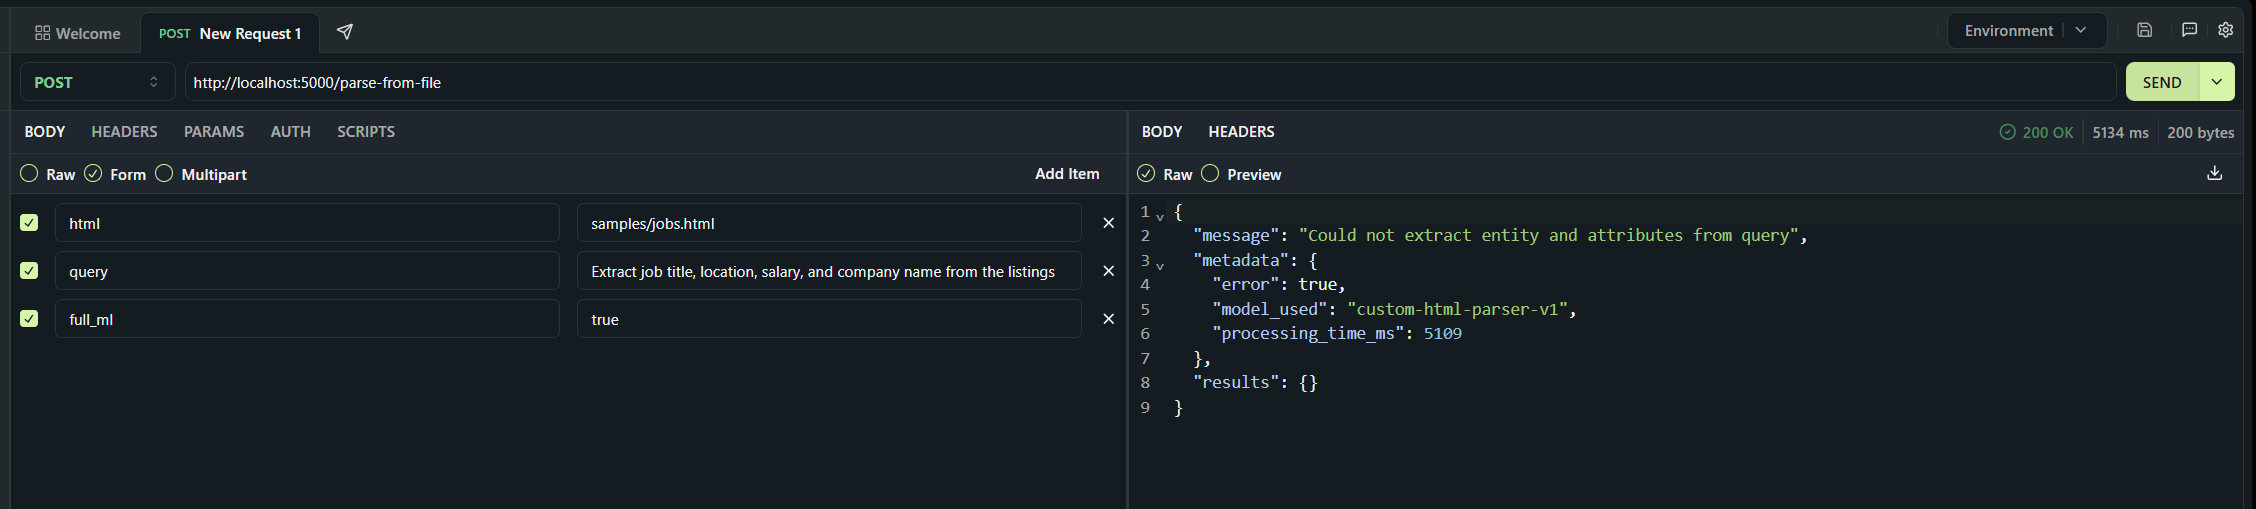 Welcome
POST New Request 1
Environment
POST
http://localhost:5000/parse-from-file
SEND
BODY HEADERS PARAMS AUTH SCRIPTS
Raw Form Multipart
Add Item
html
samples/jobs.html
query
Extract job title, location, salary, and company name from the listings
full_ml
true
BODY HEADERS
200 OK 5134 ms 200 bytes
Raw Preview
1 {
2 "message": "Could not extract entity and attributes from query",
3 "metadata": {
4 "error": true,
5 "model_used": "custom-html-parser-v1",
6 "processing_time_ms": 5109
7 },
8 "results": {}
9 }